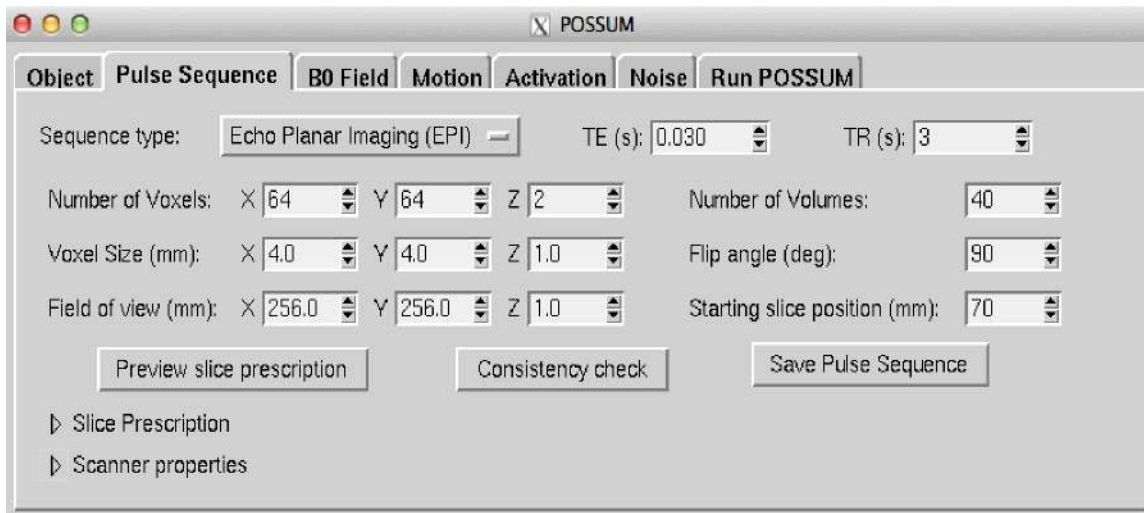 POSSUM
Object Pulse Sequence B0 Field Motion Activation Noise Run POSSUM
Sequence type: Echo Planar Imaging (EPI) TE (s): 0.030 TR (s): 3
Number of Voxels: X 64 Y 64 Z 2 Number of Volumes: 40
Voxel Size (mm): X 4.0 Y 4.0 Z 1.0 Flip angle (deg): 90
Field of view (mm): X 256.0 Y 256.0 Z 1.0 Starting slice position (mm): 70
Preview slice prescription Consistency check Save Pulse Sequence
Slice Prescription
Scanner properties